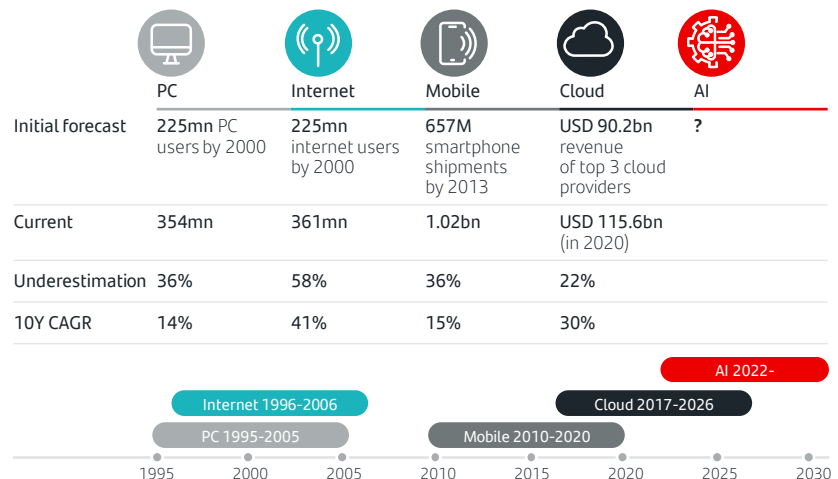 PC Internet Mobile Cloud AI
Initial forecast 225mn PC 225mn 657M USD 90.2bn ?
users by 2000 internet users smartphone revenue
by 2000 shipments of top 3 cloud
by 2013 providers
Current 354mn 361mn 1.02bn USD 115.6bn
(in 2020)
Underestimation 36% 58% 36% 22%
10Y CAGR 14% 41% 15% 30%
AI 2022-
Internet 1996-2006 Cloud 2017-2026
PC 1995-2005 Mobile 2010-2020
1995 2000 2005 2010 2015 2020 2025 2030